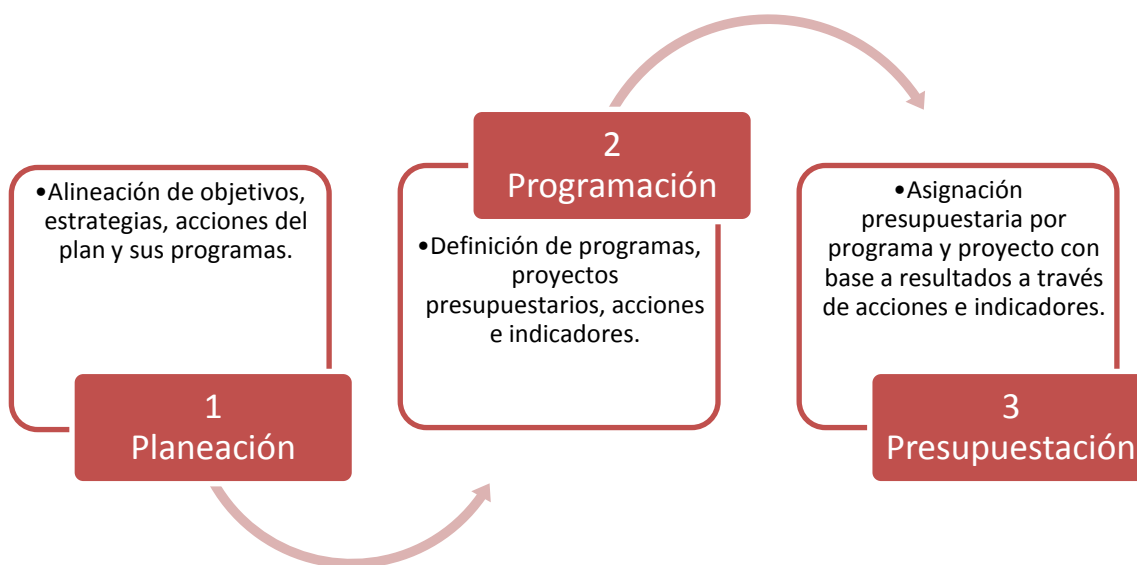 •Alineación de objetivos,
estrategias, acciones del
plan y sus programas.
1
Planeación
2
Programación
•Definición de programas,
proyectos
presupuestarios, acciones
e indicadores.
•Asignación
presupuestaria por
programa y proyecto con
base a resultados a través
de acciones e indicadores.
3
Presupuestación